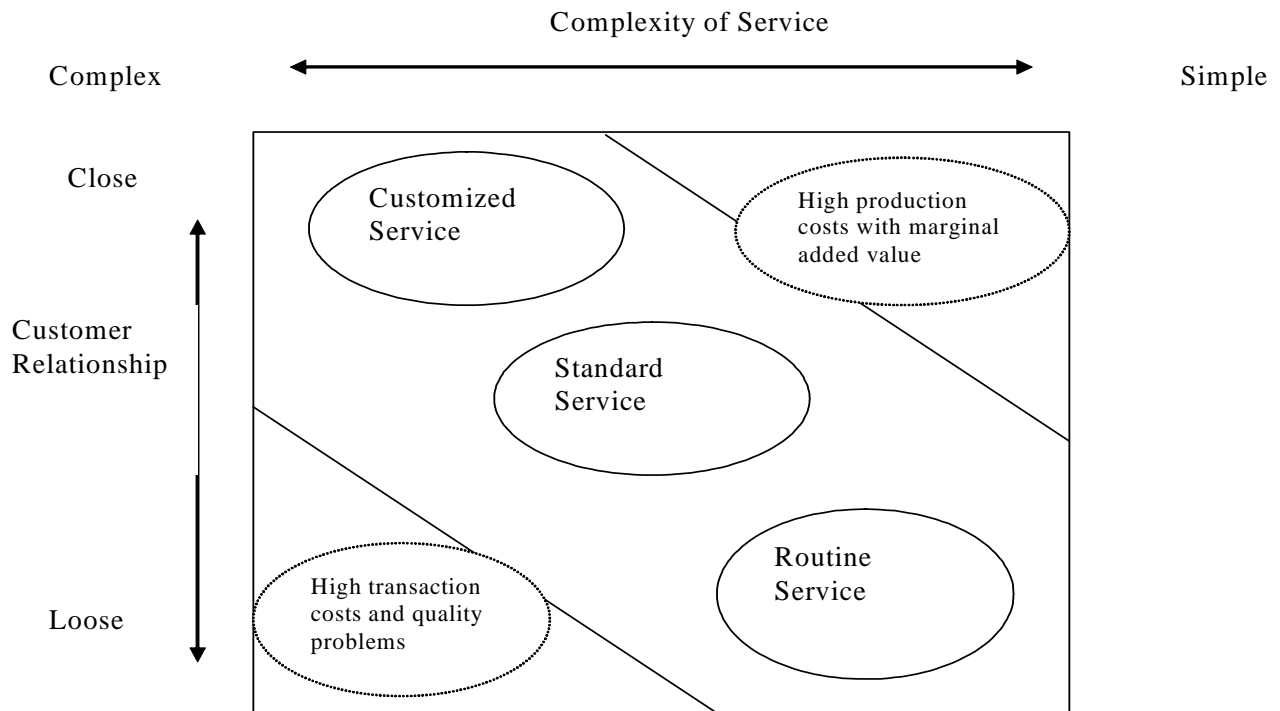 Complexity of Service
Complex
Simple
Close
Customized
Service
High production
costs with marginal
added value
Customer
Relationship
Standard
Service
Routine
Service
High transaction
costs and quality
problems
Loose